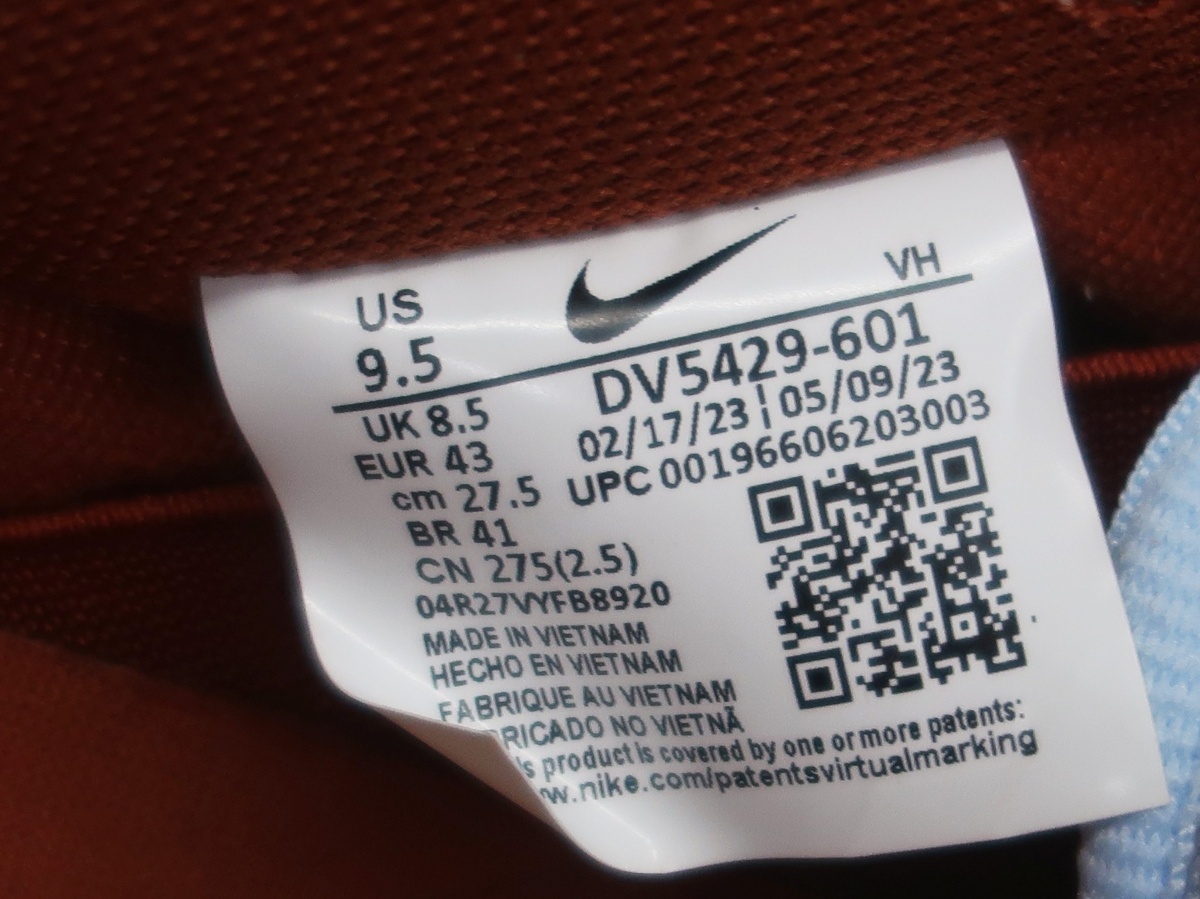 US
9.5
VH
UK 8.5
EUR 43
cm 27.5
BR 41
CN 275(2.5)
04R27VYFB8920
DV5429-601
02/17/23 | 05/09/23
UPC 00196606203003
MADE IN VIETNAM
HECHO EN VIETNAM
FABRIQUE AU VIETNAM
RICADO NO VIETNÃ
s product is covered by one or more patents:
w.nike.com/patentsvirtualmarking